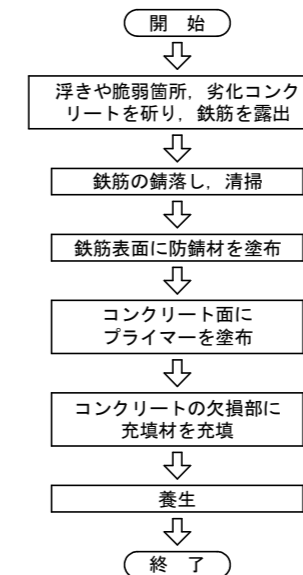 開　始
浮きや脆弱箇所，劣化コンク
リートを斫り，鉄筋を露出
鉄筋の錆落し，清掃
鉄筋表面に防錆材を塗布
コンクリート面に
プライマーを塗布
コンクリートの欠損部に
充填材を充填
養生
終　了